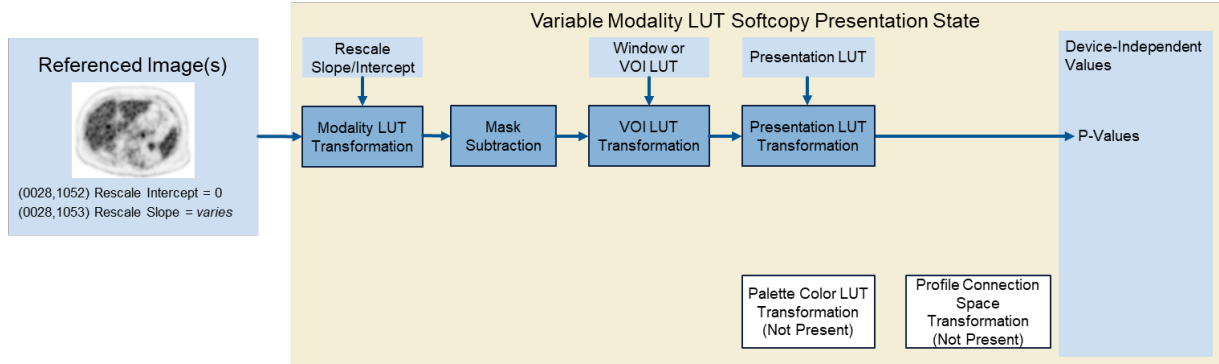 Variable Modality LUT Softcopy Presentation State
Referenced Image(s)
(0028,1052) Rescale Intercept = 0
(0028,1053) Rescale Slope = varies
Rescale
Slope/Intercept
Window or
VOI LUT
Presentation LUT
Modality LUT
Transformation
Mask
Subtraction
VOI LUT
Transformation
Presentation LUT
Transformation
Device-Independent
Values
P-Values
Palette Color LUT
Transformation
(Not Present)
Profile Connection
Space
Transformation
(Not Present)